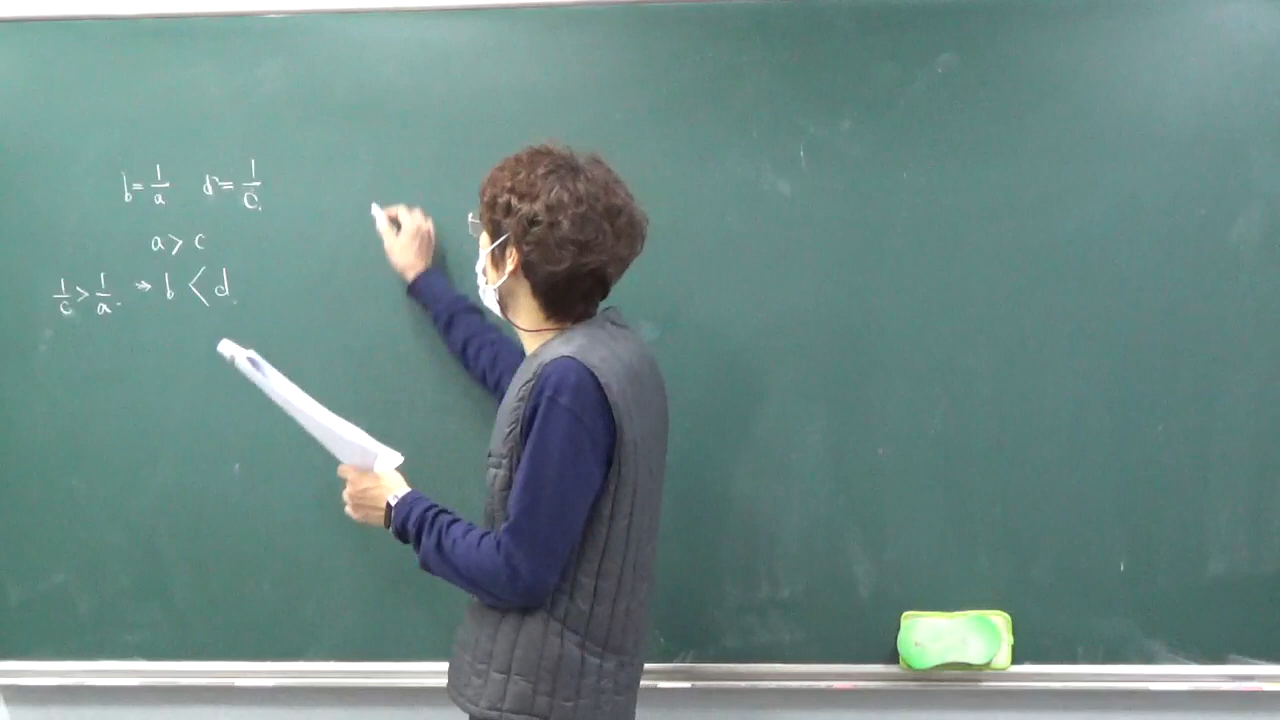 b = 1/a d = 1/c.
a > c
1/c > 1/a. → b < d.